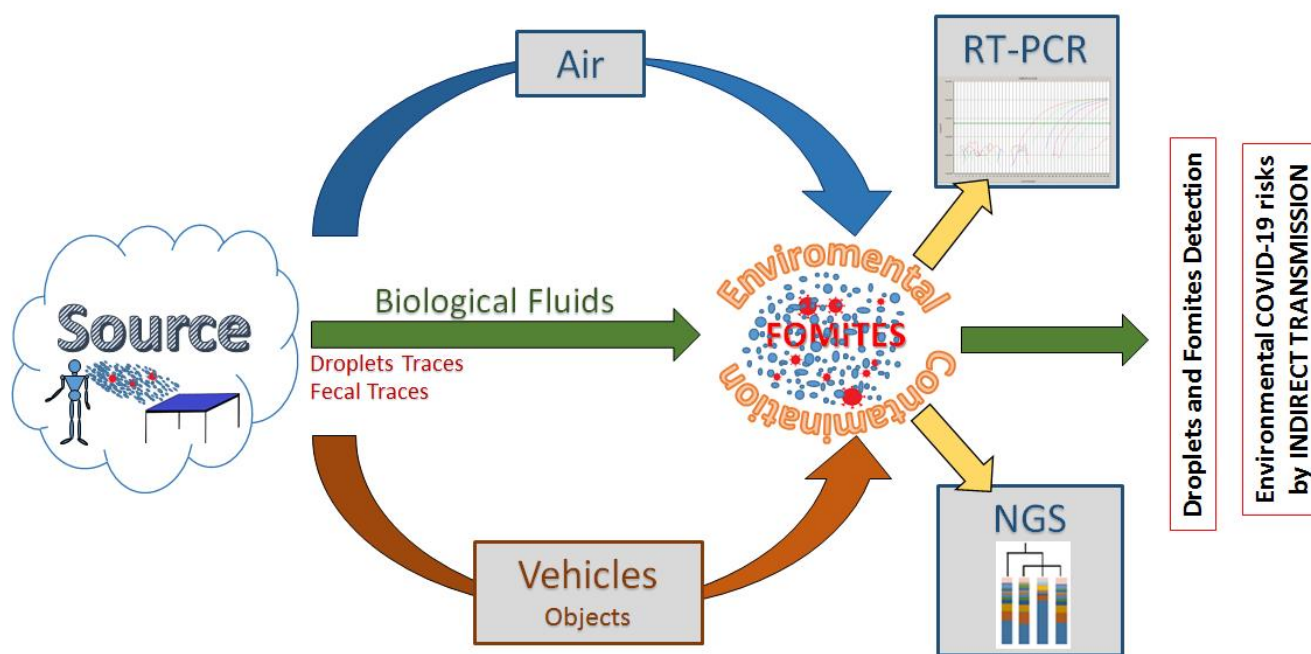 Air
RT-PCR
Source
Biological Fluids
Droplets Traces
Fecal Traces
Enviromental
FOMITES
Contamination
Vehicles
Objects
NGS
Droplets and Fomites Detection
Environmental COVID-19 risks
by INDIRECT TRANSMISSION